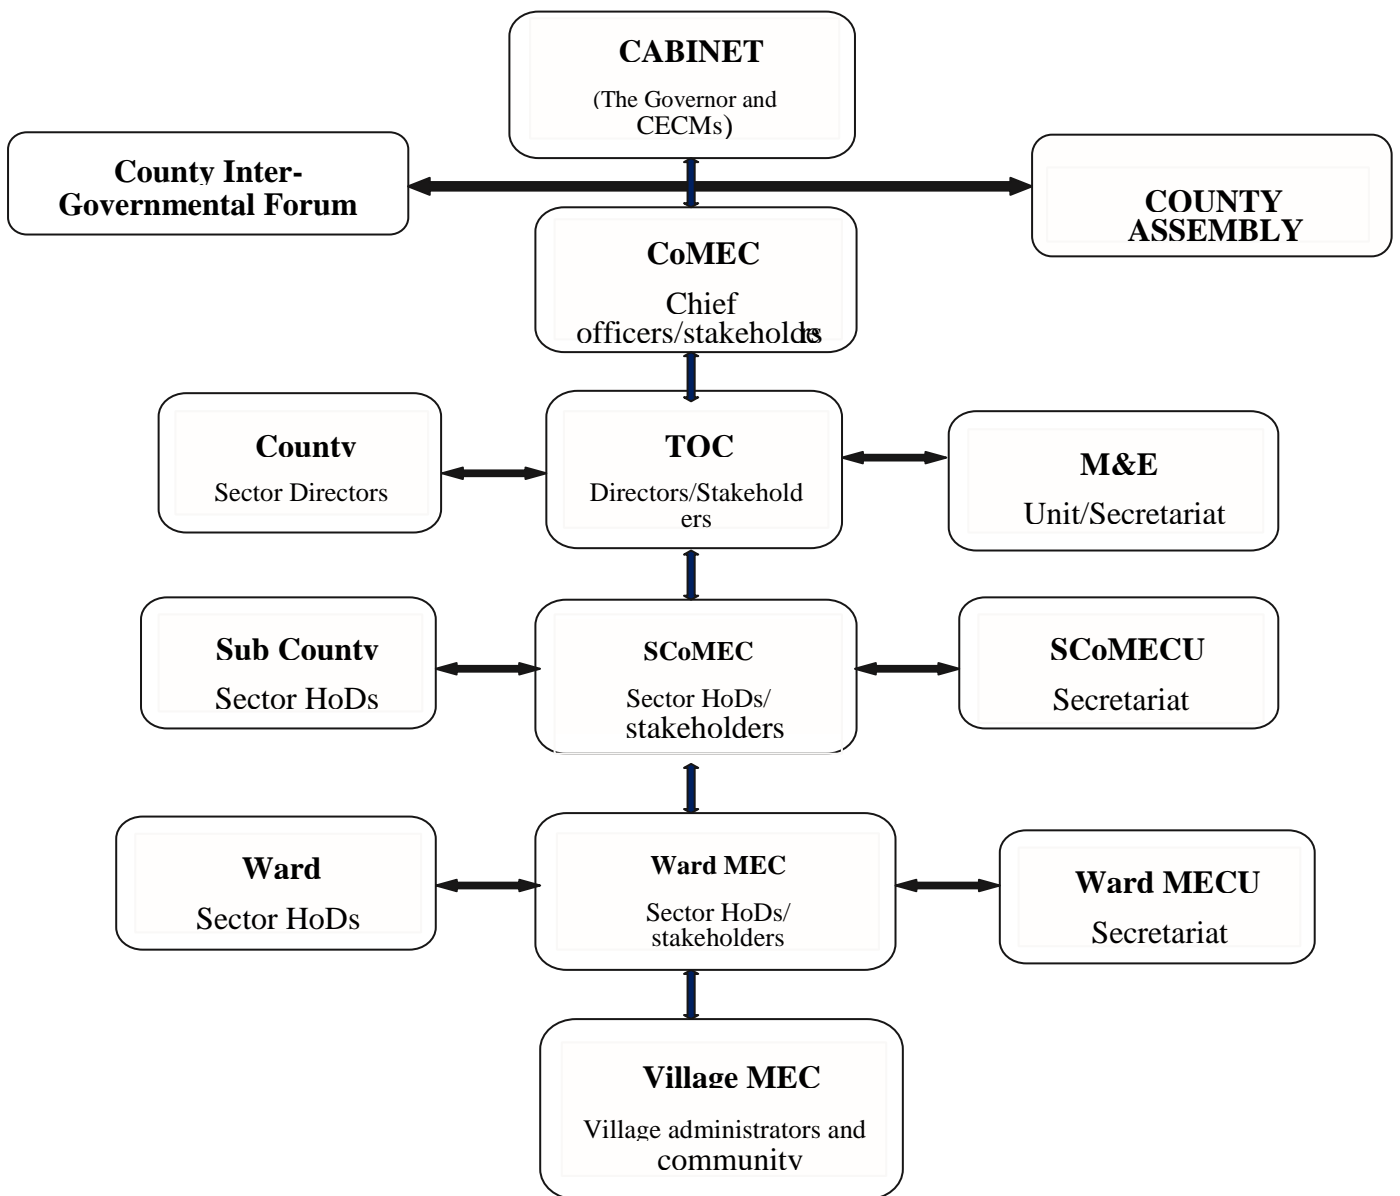 CABINET
(The Governor and
CECMs)
County Inter-
Governmental Forum
COUNTY
ASSEMBLY
CoMEC
Chief
officers/stakeholders
County
Sector Directors
TOC
Directors/Stakehold
ers
M&E
Unit/Secretariat
Sub County
Sector HoDs
SCoMEC
Sector HoDs/
stakeholders
SCoMECU
Secretariat
Ward
Sector HoDs
Ward MEC
Sector HoDs/
stakeholders
Ward MECU
Secretariat
Village MEC
Village administrators and
community